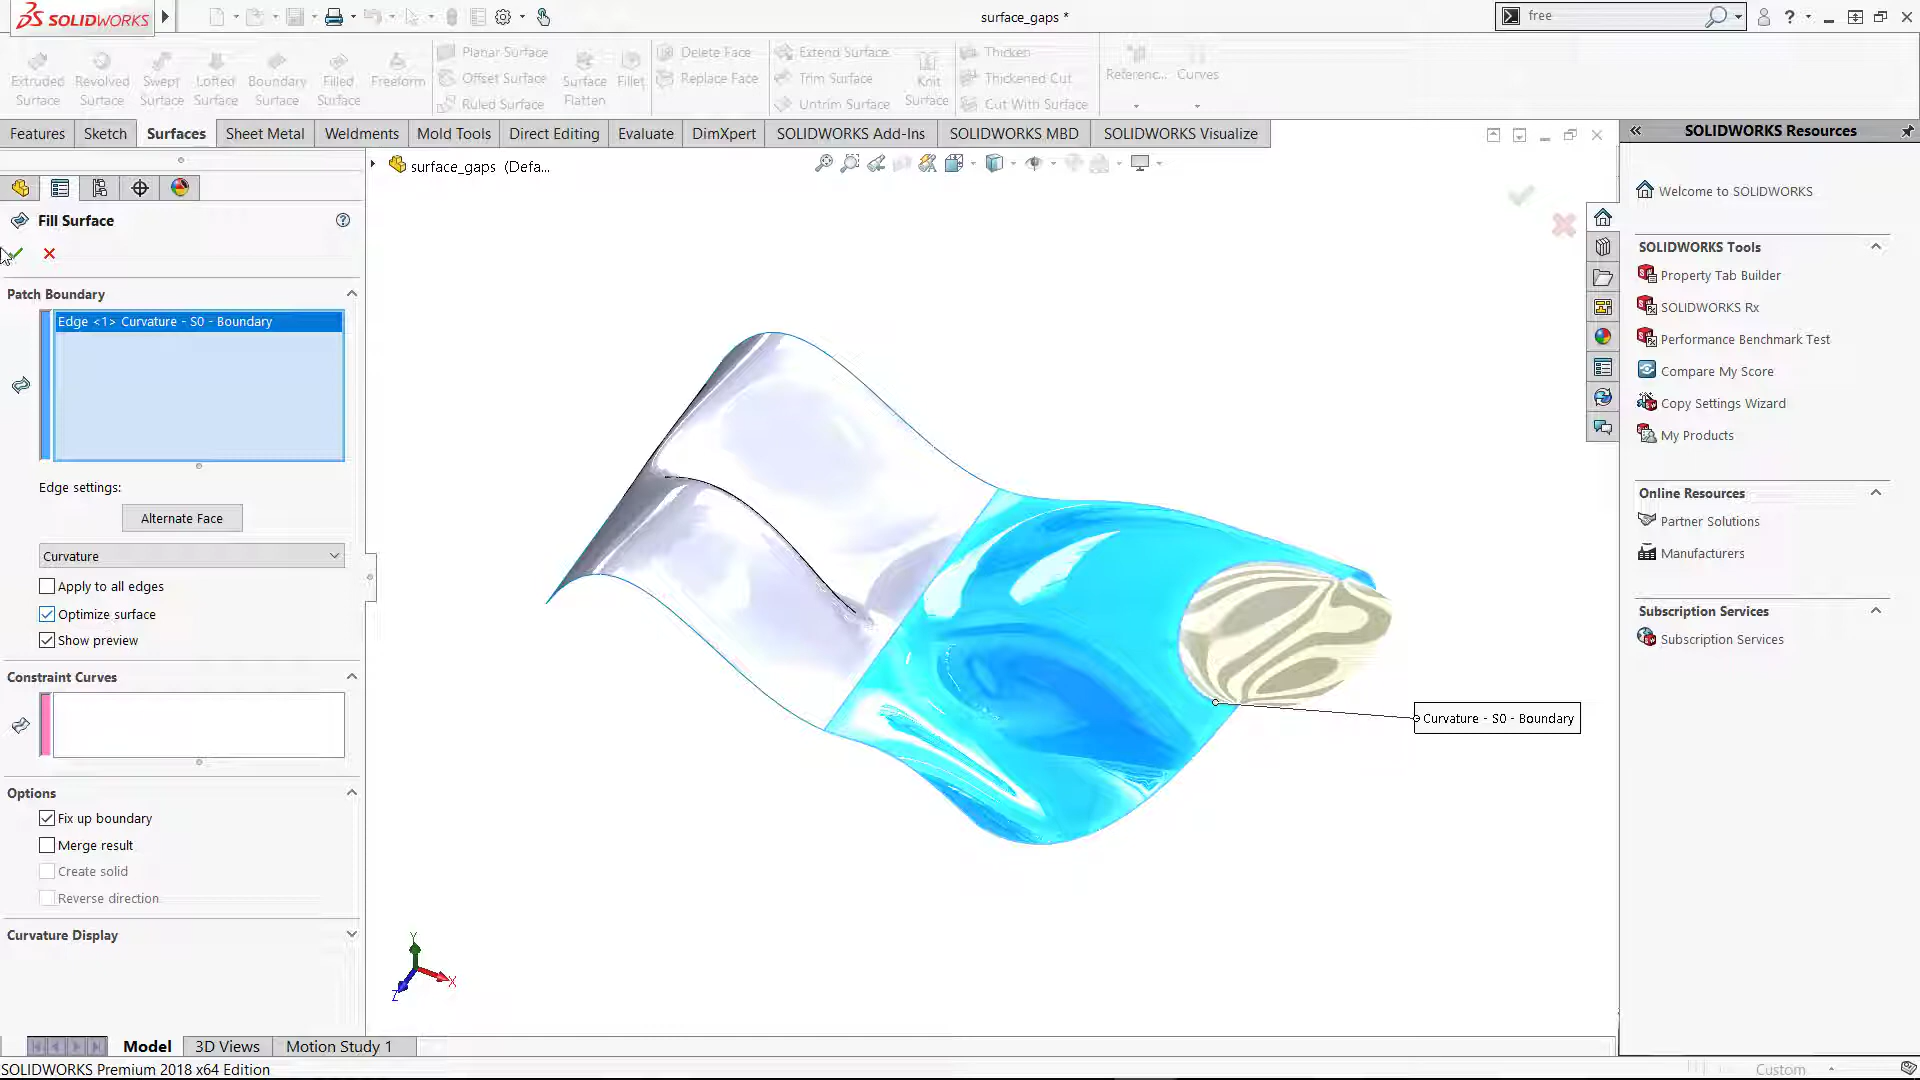 SOLIDWORKS
surface_gaps *
free
Extruded Surface
Revolved Surface
Swept Surface
Lofted Surface
Boundary Surface
Filled Surface
Freeform
Planar Surface
Offset Surface
Ruled Surface
Surface Flatten
Fillet
Delete Face
Replace Face
Extend Surface
Trim Surface
Untrim Surface
Knit Surface
Thicken
Thickened Cut
Cut With Surface
Referenc...
Curves
Features
Sketch
Surfaces
Sheet Metal
Weldments
Mold Tools
Direct Editing
Evaluate
DimXpert
SOLIDWORKS Add-Ins
SOLIDWORKS MBD
SOLIDWORKS Visualize
surface_gaps (Defa...
Fill Surface
Patch Boundary
Edge <1> Curvature - S0 - Boundary
Edge settings:
Alternate Face
Curvature
Apply to all edges
Optimize surface
Show preview
Constraint Curves
Options
Fix up boundary
Merge result
Create solid
Reverse direction
Curvature Display
Curvature - S0 - Boundary
Y
X
Z
SOLIDWORKS Resources
Welcome to SOLIDWORKS
SOLIDWORKS Tools
Property Tab Builder
SOLIDWORKS Rx
Performance Benchmark Test
Compare My Score
Copy Settings Wizard
My Products
Online Resources
Partner Solutions
Manufacturers
Subscription Services
Subscription Services
Model
3D Views
Motion Study 1
SOLIDWORKS Premium 2018 x64 Edition
Custom